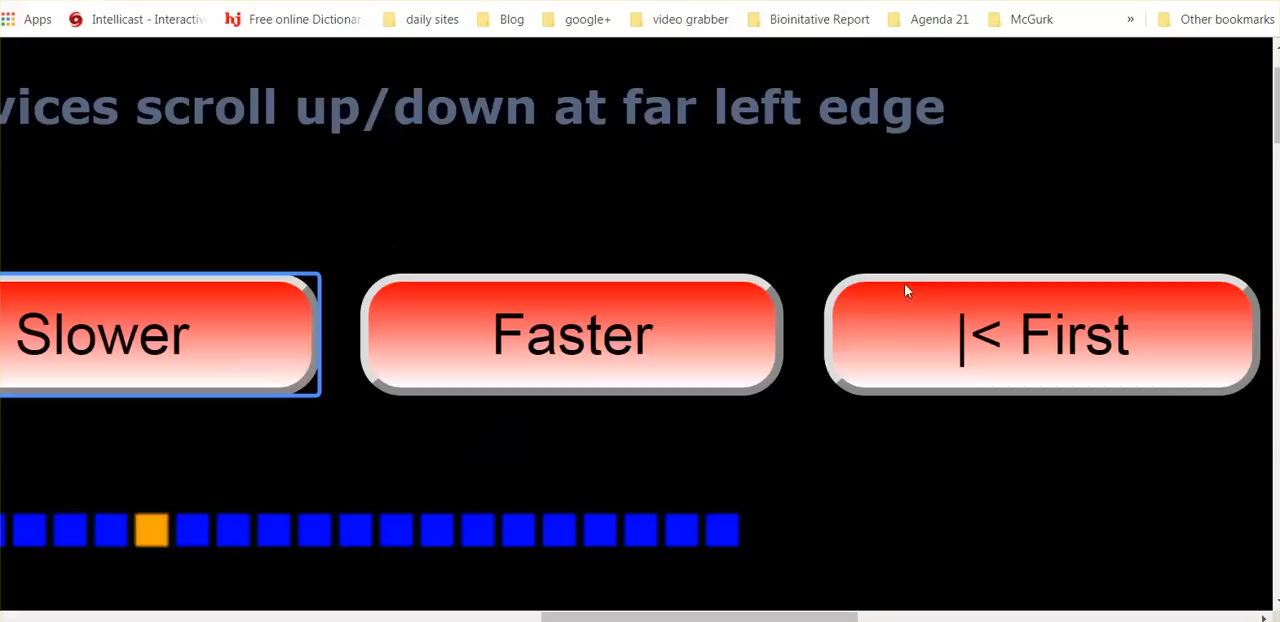 Apps Intellicast - Interactiv Free online Dictionar daily sites Blog google+ video graber Bioinitative Report Agenda 21 McGurk » Other bookmarks
vices scroll up/down at far left edge
Slower Faster |< First